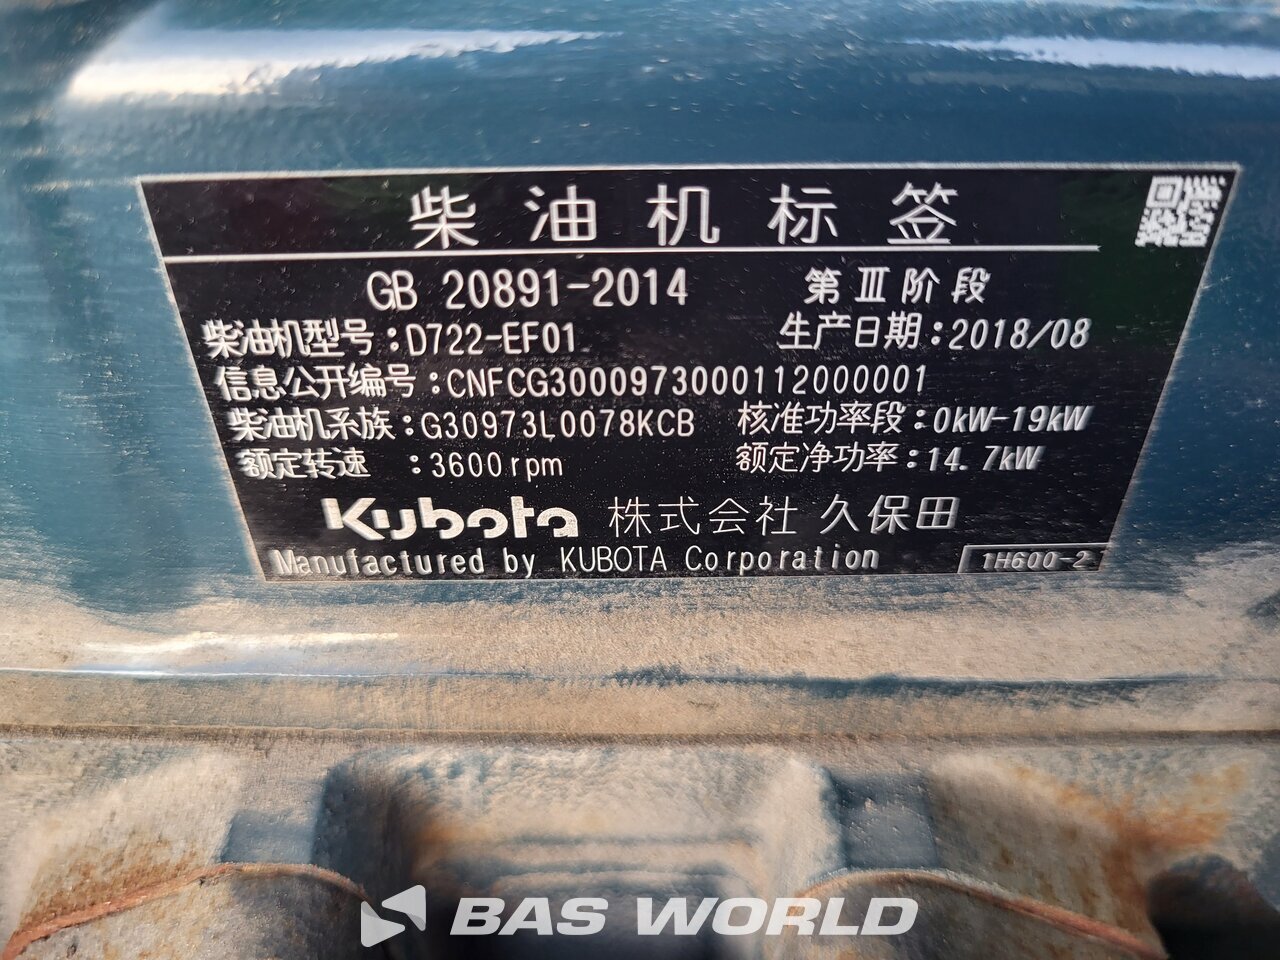 柴油机标签
GB 20891-2014 第Ⅲ阶段
柴油机型号:D722-EF01 生产日期:2018/08
信息公开编号:CNFCG3000973000112000001
柴油机系族:G30973L0078KCB 核准功率段:0kW-19kW
额定转速 :3600rpm 额定净功率:14.7kW
Kubota 株式会社 久保田
Manufactured by KUBOTA Corporation 1H600-2
BAS WORLD